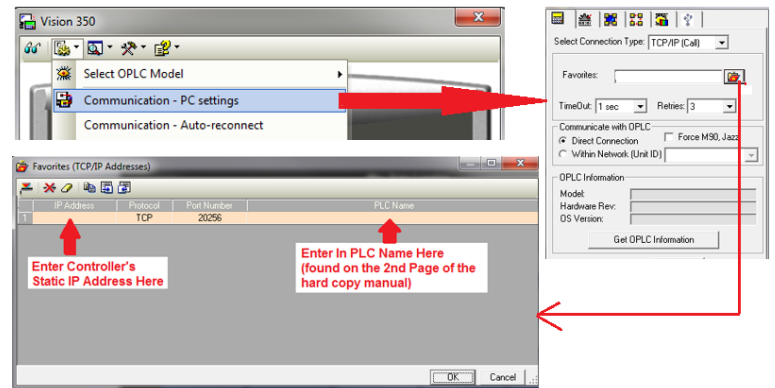 Vision 350
Select OPLC Model
Communication - PC settings
Communication - Auto-reconnect
Select Connection Type: TCP/IP (Call)
Favorites:
TimeOut: 1 sec Retries: 3
Communicate with OPLC
Direct Connection Force M90, Jazz
Within Network (Unit ID)
OPLC Information
Model:
Hardware Rev:
OS Version:
Get OPLC Information
Favorites (TCP/IP Addresses)
IP Address Protocol Port Number PLC Name
1 TCP 20256
Enter Controller's
Static IP Address Here
Enter In PLC Name Here
(found on the 2nd Page of the
hard copy manual)
OK Cancel